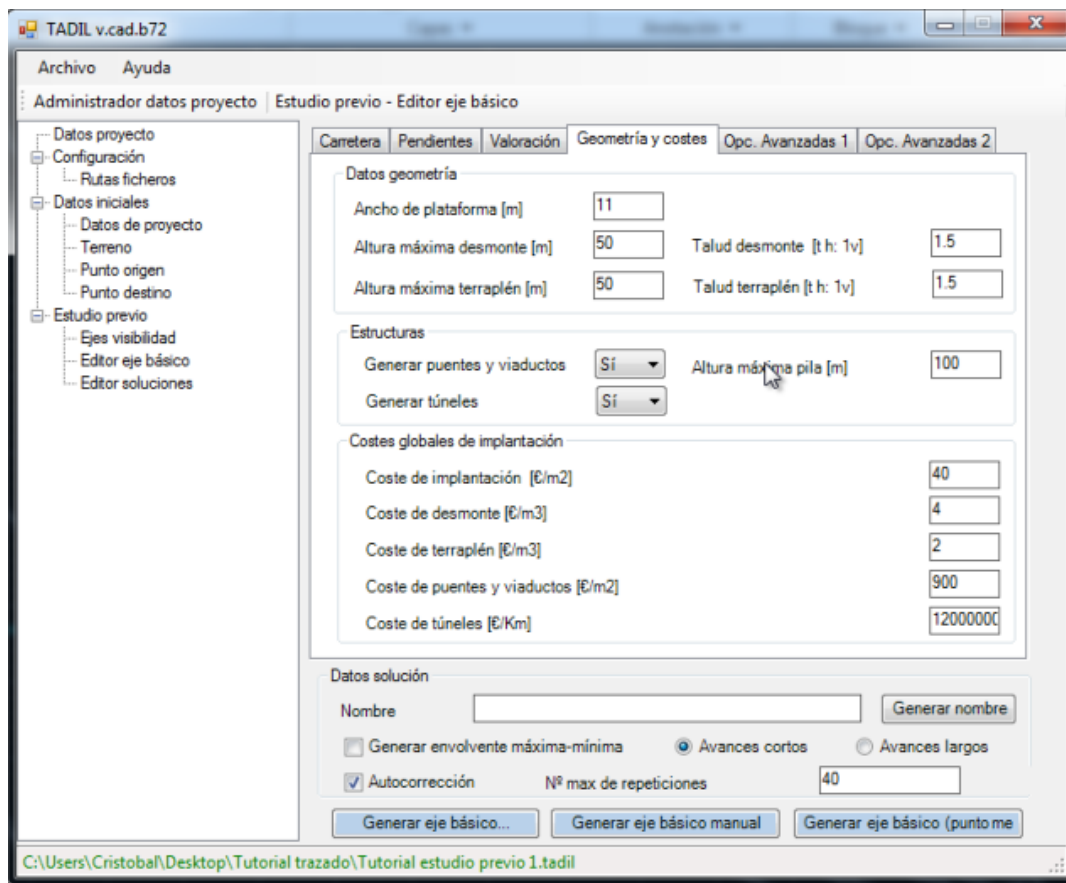 TADIL v.cad.b72
Archivo Ayuda
Administrador datos proyecto Estudio previo - Editor eje básico
Datos proyecto
Configuración
Rutas ficheros
Datos iniciales
Datos de proyecto
Terreno
Punto origen
Punto destino
Estudio previo
Ejes visibilidad
Editor eje básico
Editor soluciones
Carretera Pendientes Valoración Geometría y costes Opc. Avanzadas 1 Opc. Avanzadas 2
Datos geometría
Ancho de plataforma [m] 11
Altura máxima desmonte [m] 50 Talud desmonte [t h: 1v] 1.5
Altura máxima terraplén [m] 50 Talud terraplén [t h: 1v] 1.5
Estructuras
Generar puentes y viaductos Sí Altura máxima pila [m] 100
Generar túneles Sí
Costes globales de implantación
Coste de implantación [€/m2] 40
Coste de desmonte [€/m3] 4
Coste de terraplén [€/m3] 2
Coste de puentes y viaductos [€/m2] 900
Coste de túneles [€/Km] 12000000
Datos solución
Nombre Generar nombre
Generar envolvente máxima-mínima Avances cortos Avances largos
Autocorrección Nº max de repeticiones 40
Generar eje básico... Generar eje básico manual Generar eje básico (punto me
C:\Users\Cristobal\Desktop\Tutorial trazado\Tutorial estudio previo 1.tadil